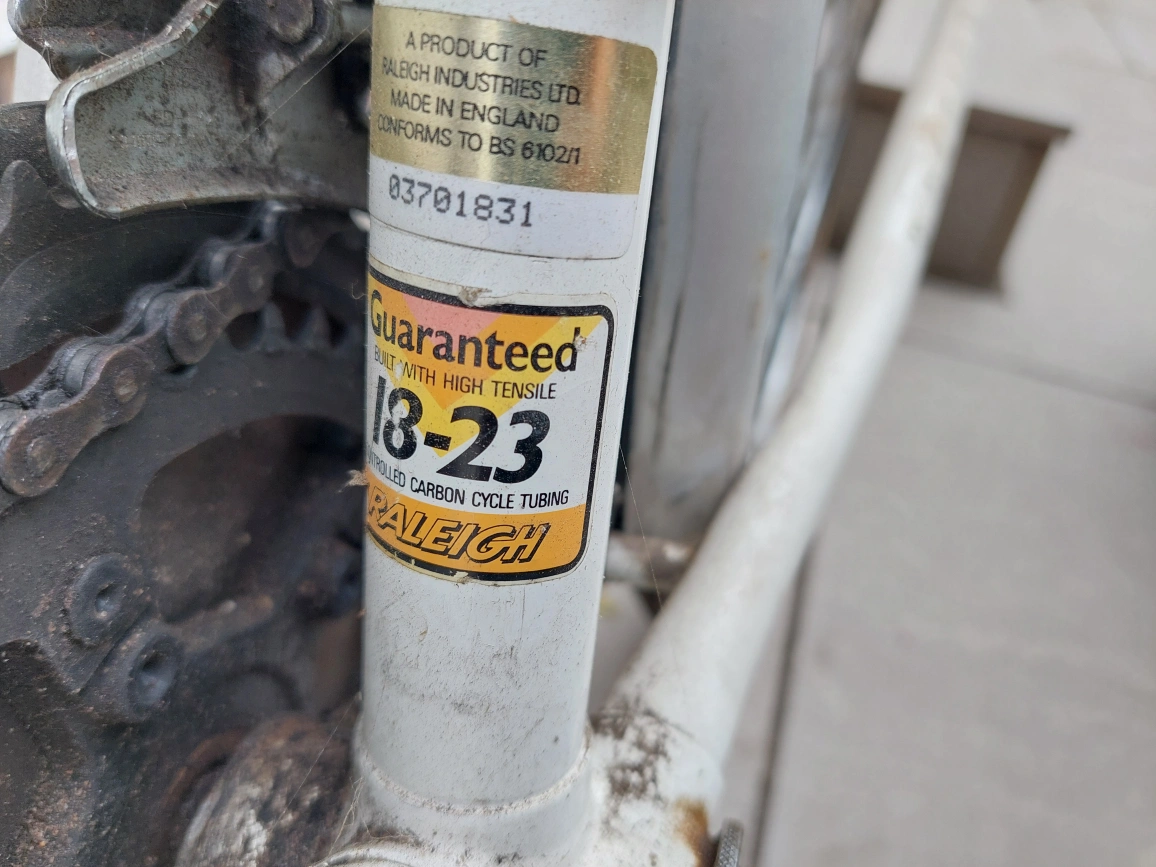 A PRODUCT OF
RALEIGH INDUSTRIES LTD.
MADE IN ENGLAND
CONFORMS TO BS 6102/1
03701831
Guaranteed
BUILT WITH HIGH TENSILE
18-23
CARBON CYCLE TUBING
RALEIGH